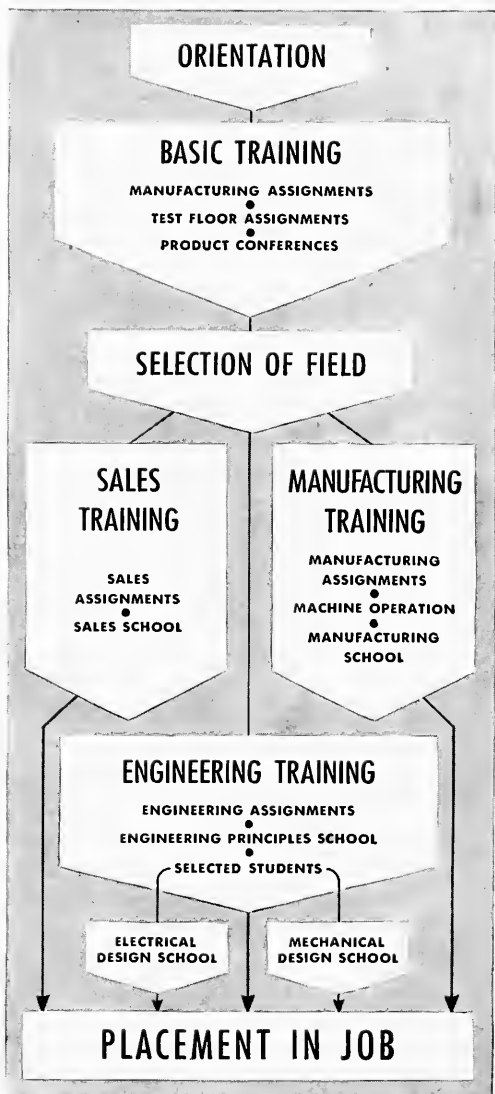 ORIENTATION
BASIC TRAINING
MANUFACTURING ASSIGNMENTS
TEST FLOOR ASSIGNMENTS
PRODUCT CONFERENCES
SELECTION OF FIELD
SALES
TRAINING
SALES
ASSIGNMENTS
SALES SCHOOL
MANUFACTURING
TRAINING
MANUFACTURING
ASSIGNMENTS
MACHINE OPERATION
MANUFACTURING
SCHOOL
ENGINEERING TRAINING
ENGINEERING ASSIGNMENTS
ENGINEERING PRINCIPLES SCHOOL
SELECTED STUDENTS
ELECTRICAL
DESIGN SCHOOL
MECHANICAL
DESIGN SCHOOL
PLACEMENT IN JOB